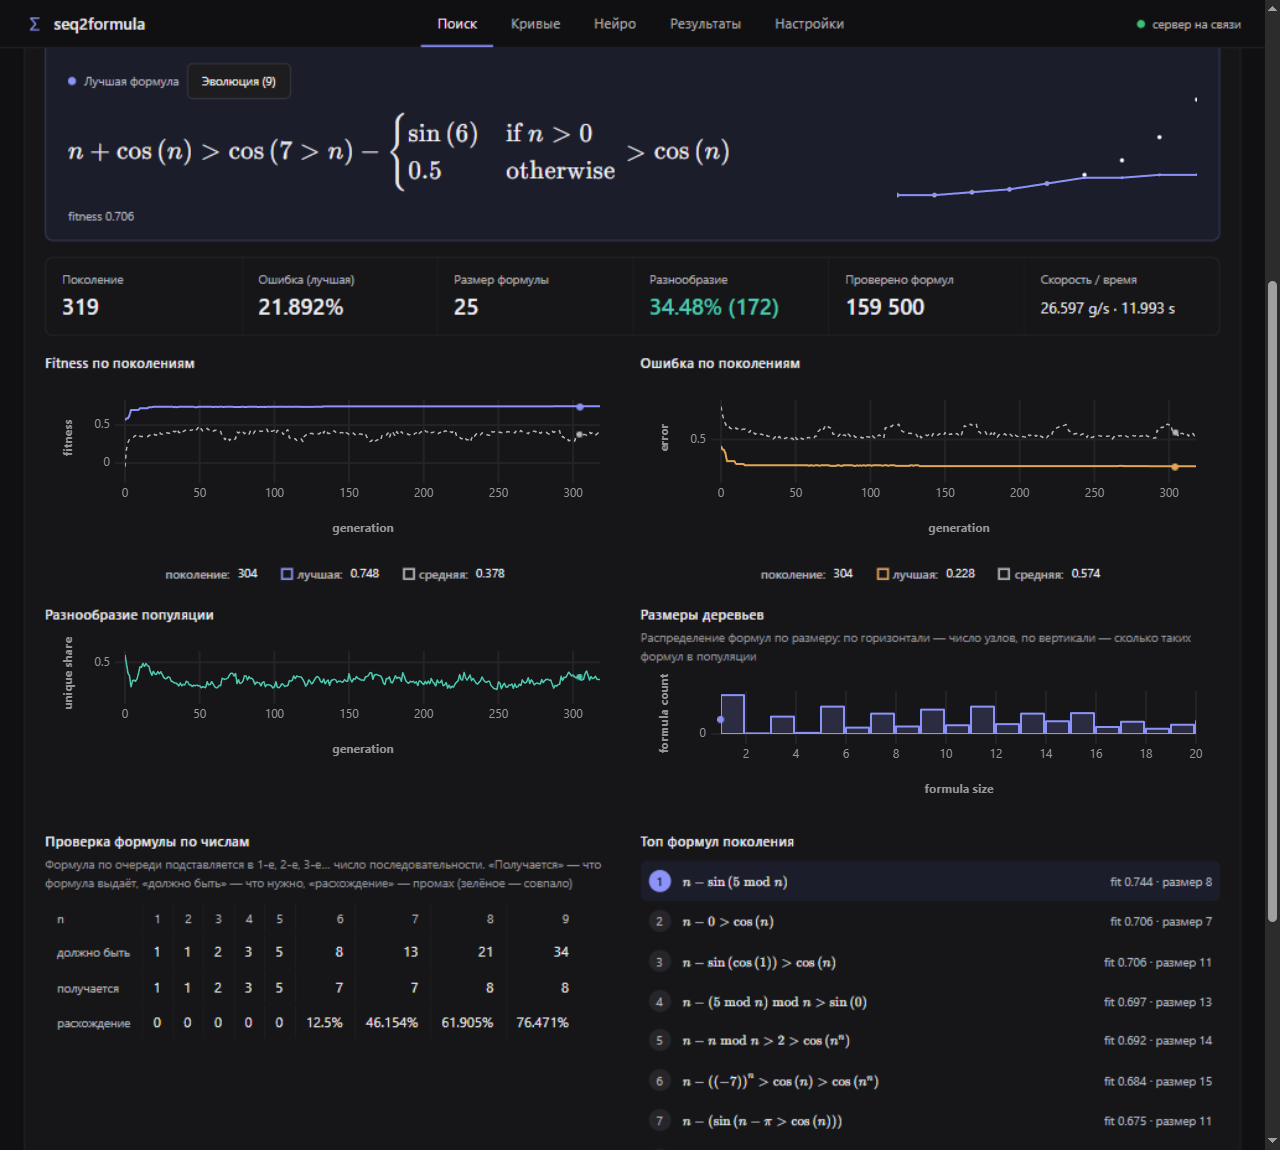 Σ seq2formula Поиск Кривые Нейро Результаты Настройки сервер на связи
Лучшая формула Эволюция (9)
n + cos (n) > cos (7 > n) − { sin (6) if n > 0
0.5 otherwise > cos (n)
fitness 0.706
Поколение Ошибка (лучшая) Размер формулы Разнообразие Проверено формул Скорость / время
319 21.892% 25 34.48% (172) 159 500 26.597 g/s · 11.993 s
Fitness по поколениям
0.5
0
fitness
0 50 100 150 200 250 300
generation
поколение: 304 лучшая: 0.748 средняя: 0.378
Ошибка по поколениям
0.5
error
0 50 100 150 200 250 300
generation
поколение: 304 лучшая: 0.228 средняя: 0.574
Разнообразие популяции
0.5
unique share
0 50 100 150 200 250 300
generation
Размеры деревьев
Распределение формул по размеру: по горизонтали — число узлов, по вертикали — сколько таких
формул в популяции
0
formula count
2 4 6 8 10 12 14 16 18 20
formula size
Проверка формулы по числам
Формула по очереди подставляется в 1-е, 2-е, 3-е... число последовательности. «Получается» — что
формула выдаёт, «должно быть» — что нужно, «расхождение» — промах (зелёное — совпало)
n 1 2 3 4 5 6 7 8 9
должно быть 1 1 2 3 5 8 13 21 34
получается 1 1 2 3 5 7 7 8 8
расхождение 0 0 0 0 0 12.5% 46.154% 61.905% 76.471%
Топ формул поколения
1 n − sin (5 mod n) fit 0.744 · размер 8
2 n − 0 > cos (n) fit 0.706 · размер 7
3 n − sin (cos (1)) > cos (n) fit 0.706 · размер 11
4 n − (5 mod n) mod n > sin (0) fit 0.697 · размер 13
5 n − n mod n > 2 > cos (nⁿ) fit 0.692 · размер 14
6 n − ((−7))ⁿ > cos (n) > cos (nⁿ) fit 0.684 · размер 15
7 n − (sin (n − π > cos (n))) fit 0.675 · размер 11